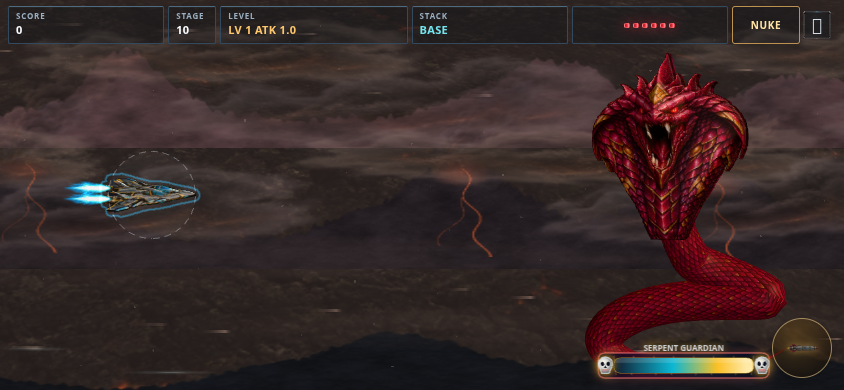 SCORE
0
STAGE
10
LEVEL
LV 1 ATK 1.0
STACK
BASE
NUKE
SERPENT GUARDIAN